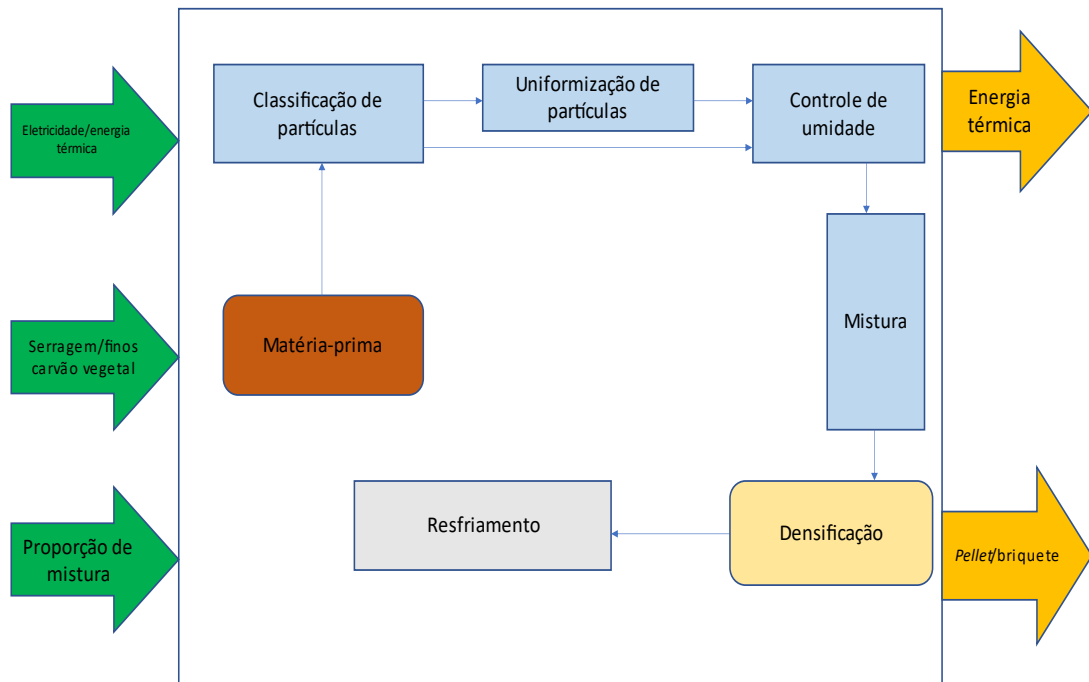 Eletricidade/energia
térmica
Classificação de
partículas
Uniformização de
partículas
Controle de
umidade
Energia
térmica
Serragem/finos
carvão vegetal
Matéria-prima
Mistura
Proporção de
mistura
Resfriamento
Densificação
Pellet/briquete